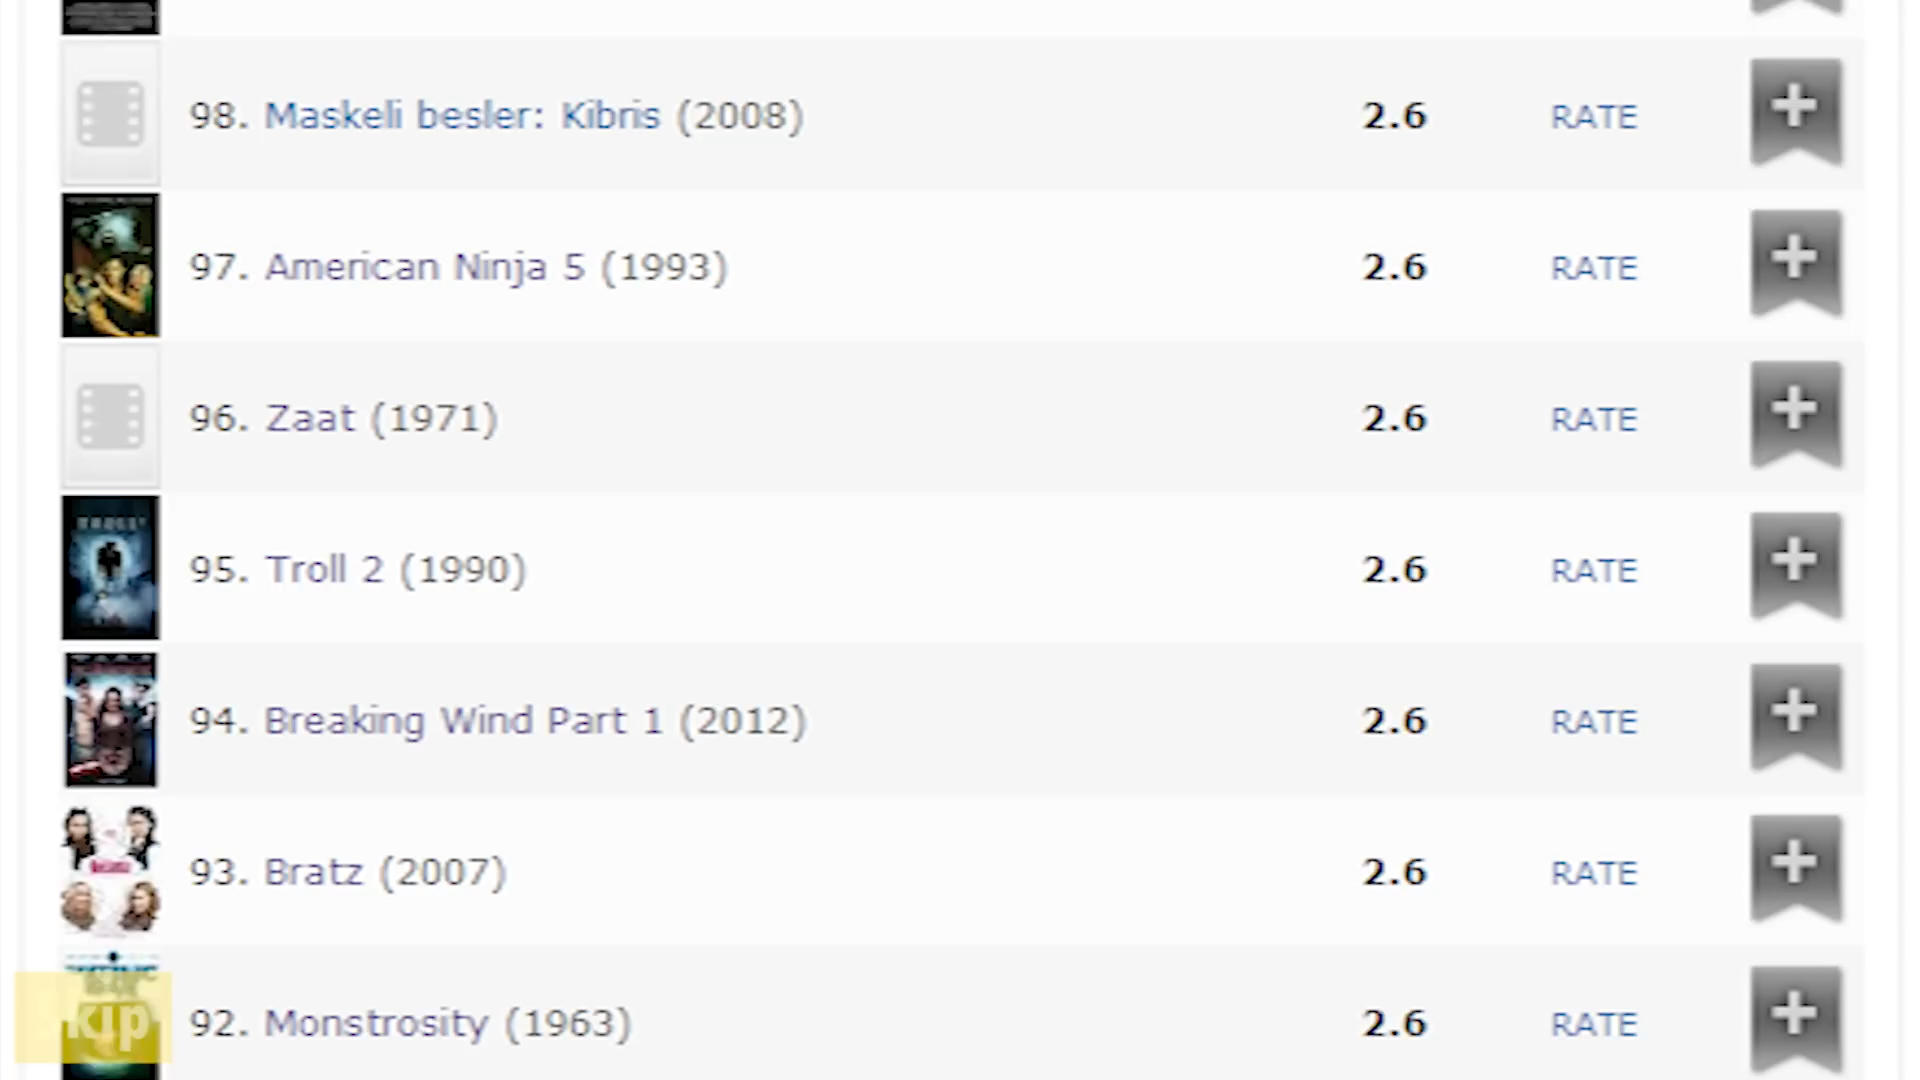 98. Maskeli besler: Kibris (2008) 2.6 RATE
97. American Ninja 5 (1993) 2.6 RATE
96. Zaat (1971) 2.6 RATE
95. Troll 2 (1990) 2.6 RATE
94. Breaking Wind Part 1 (2012) 2.6 RATE
93. Bratz (2007) 2.6 RATE
92. Monstrosity (1963) 2.6 RATE
Skip